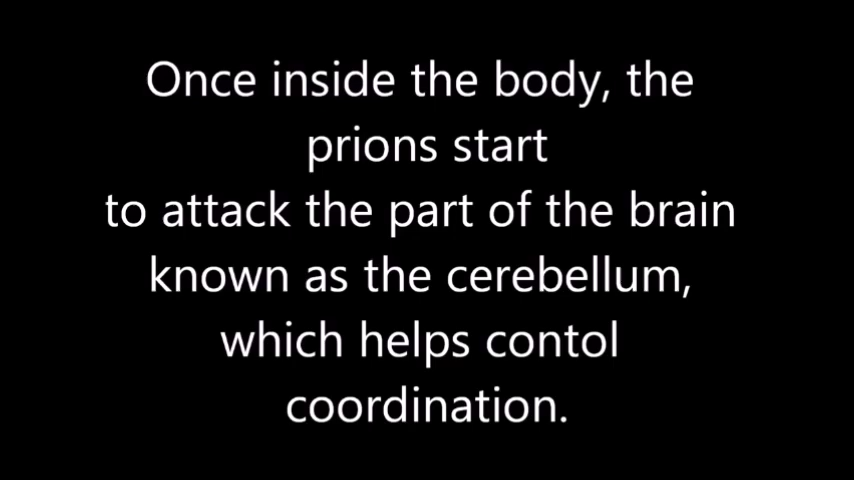 Once inside the body, the
prions start
to attack the part of the brain
known as the cerebellum,
which helps contol
coordination.